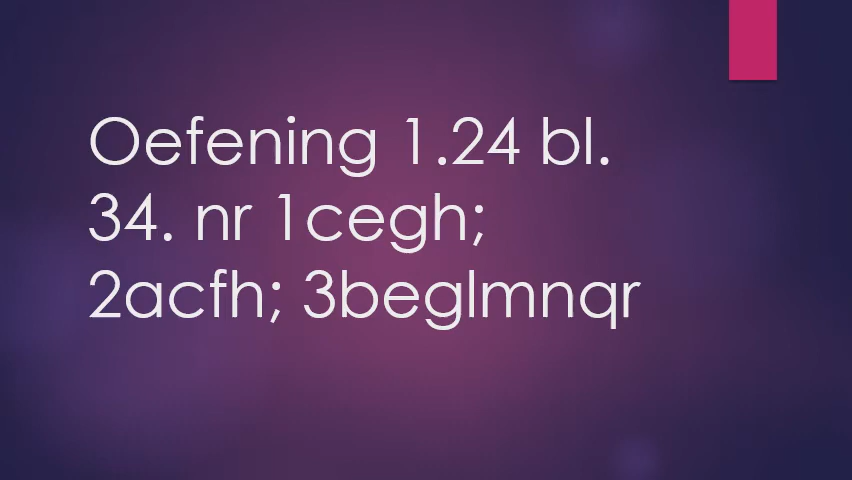 Oefening 1.24 bl.
34. nr 1cegh;
2acfh; 3beglmnqr